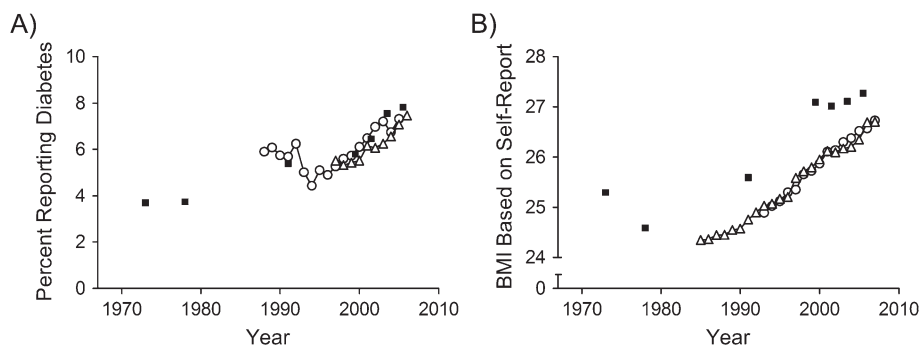 A)
Percent Reporting Diabetes
10
8
6
4
2
0
1970 1980 1990 2000 2010
Year
B)
BMI Based on Self-Report
28
27
26
25
24
0
1970 1980 1990 2000 2010
Year